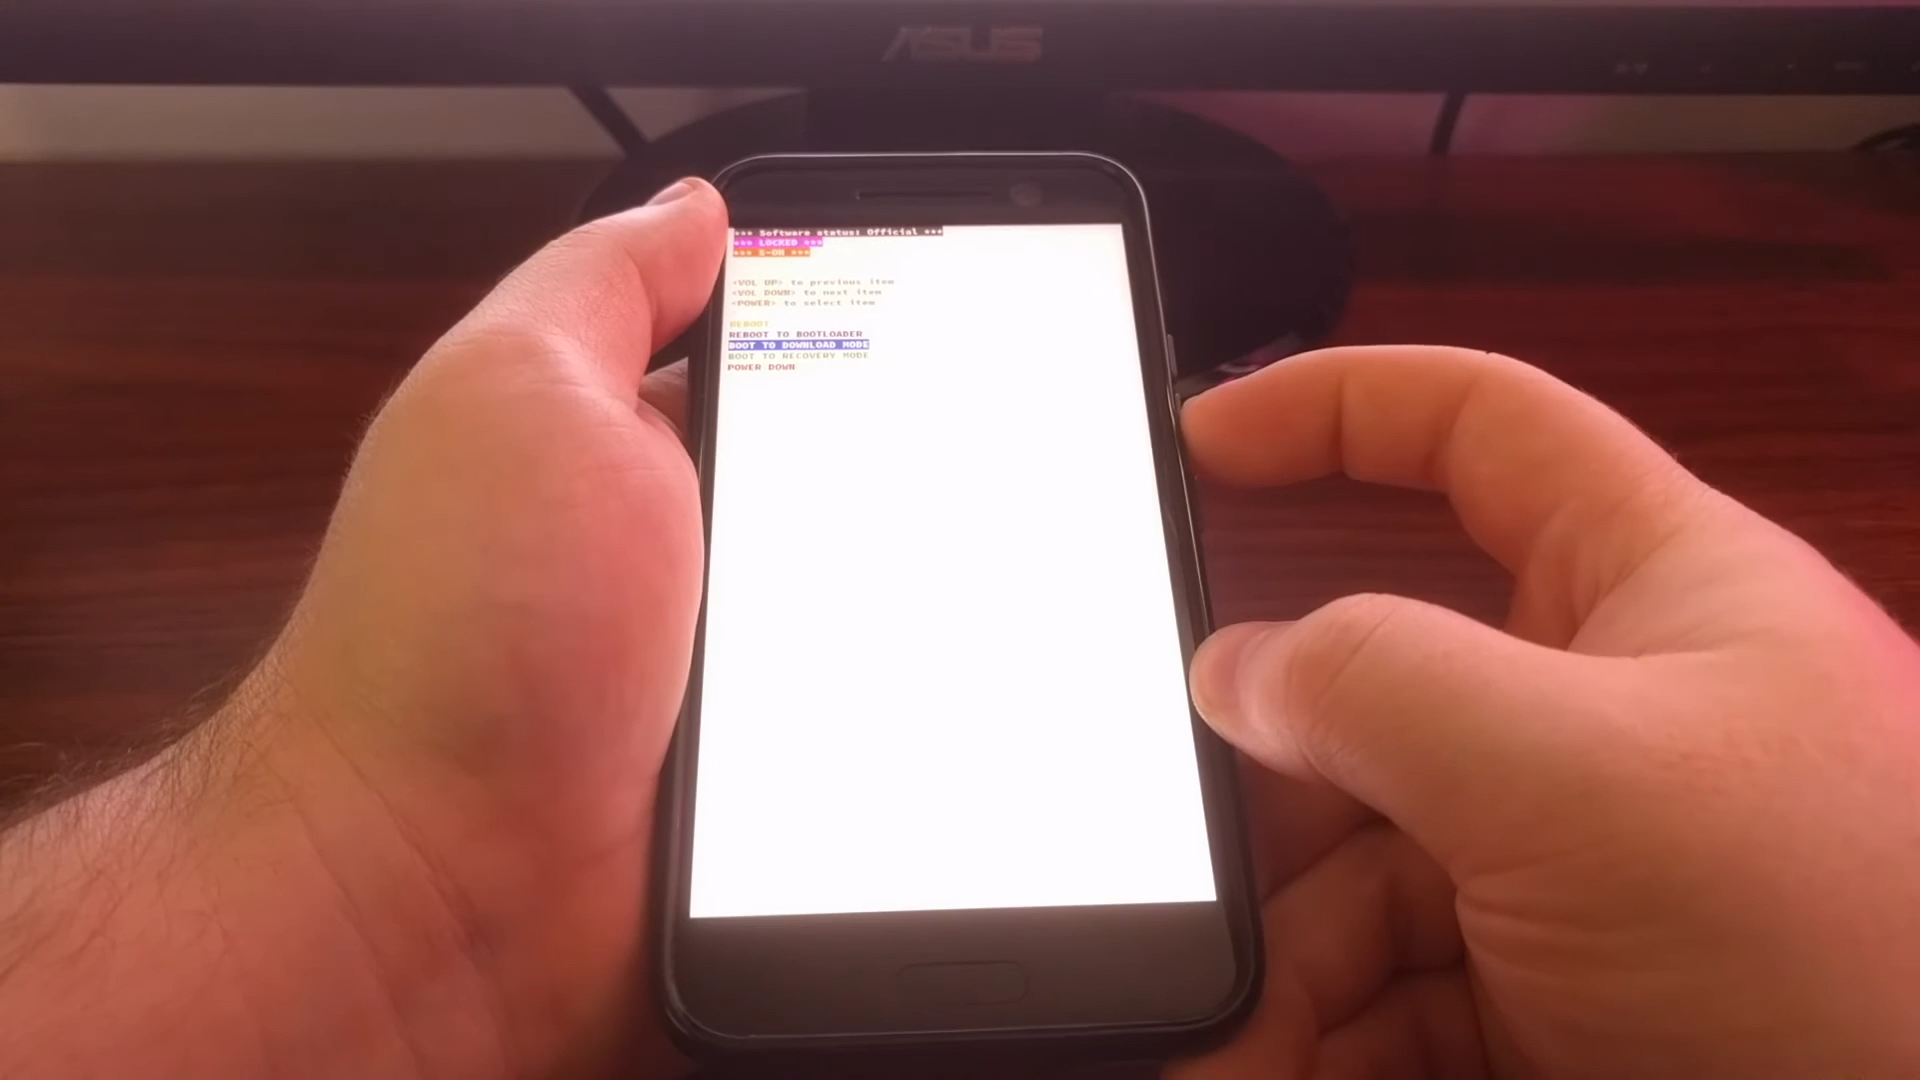 ASUS
*** Software status: Official ***
*** LOCKED ***
*** S-ON ***
<VOL UP> to previous item
<VOL DOWN> to next item
<POWER> to select item
REBOOT
REBOOT TO BOOTLOADER
BOOT TO DOWNLOAD MODE
BOOT TO RECOVERY MODE
POWER DOWN